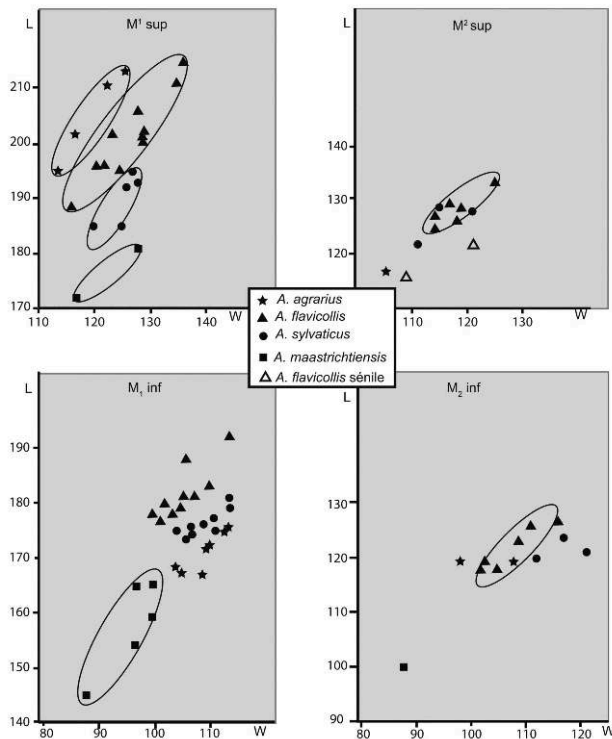 L
M¹ sup
210
200
190
180
170
110
120
130
140
W
L
M² sup
140
130
120
110
120
130
W
A. agrarius
A. flavicollis
A. sylvaticus
A. maastrichtiensis
A. flavicollis sénile
L
M₁ inf
190
180
170
160
150
140
80
90
100
110
W
L
M₂ inf
130
120
110
100
90
80
90
100
110
120
W